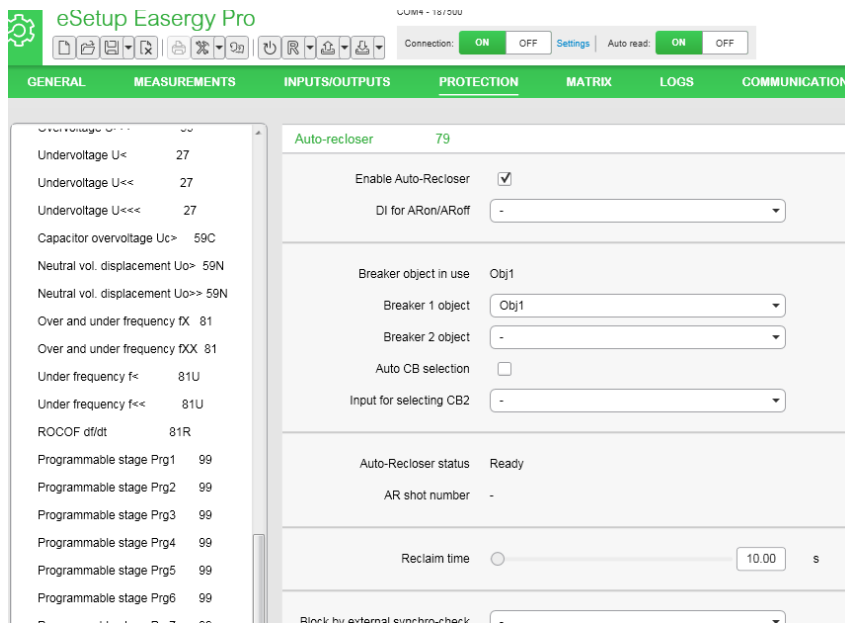 eSetup Easergy Pro
COM4 - 187500
Connection: ON OFF Settings Auto read: ON OFF
GENERAL MEASUREMENTS INPUTS/OUTPUTS PROTECTION MATRIX LOGS COMMUNICATION
Undervoltage U< 27
Undervoltage U<< 27
Undervoltage U<<< 27
Capacitor overvoltage Uc> 59C
Neutral vol. displacement Uo> 59N
Neutral vol. displacement Uo>> 59N
Over and under frequency fX 81
Over and under frequency fXX 81
Under frequency f< 81U
Under frequency f<< 81U
ROCOF df/dt 81R
Programmable stage Prg1 99
Programmable stage Prg2 99
Programmable stage Prg3 99
Programmable stage Prg4 99
Programmable stage Prg5 99
Programmable stage Prg6 99
Auto-recloser 79
Enable Auto-Recloser
DI for ARon/ARoff -
Breaker object in use Obj1
Breaker 1 object Obj1
Breaker 2 object -
Auto CB selection
Input for selecting CB2 -
Auto-Recloser status Ready
AR shot number -
Reclaim time 10.00 s
Block by external synchro-check -